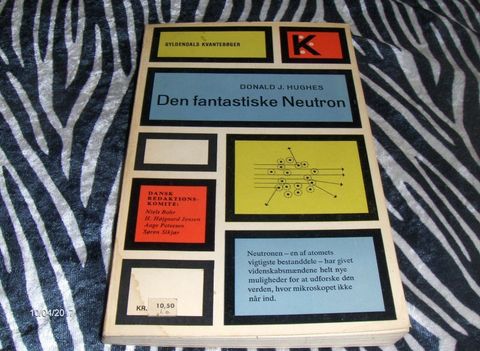 GYLDENDALS KVANTEBØGER
K
DONALD J. HUGHES
Den fantastiske Neutron
DANSK
REDAKTIONS-
KOMITE:
Niels Bohr
H. Højgaard Jensen
Aage Petersen
Søren Sikjær
Neutronen – en af atomets
vigtigste bestanddele – har givet
videnskabsmændene helt nye
muligheder for at udforske den
verden, hvor mikroskopet ikke
når ind.
KR.
10,50